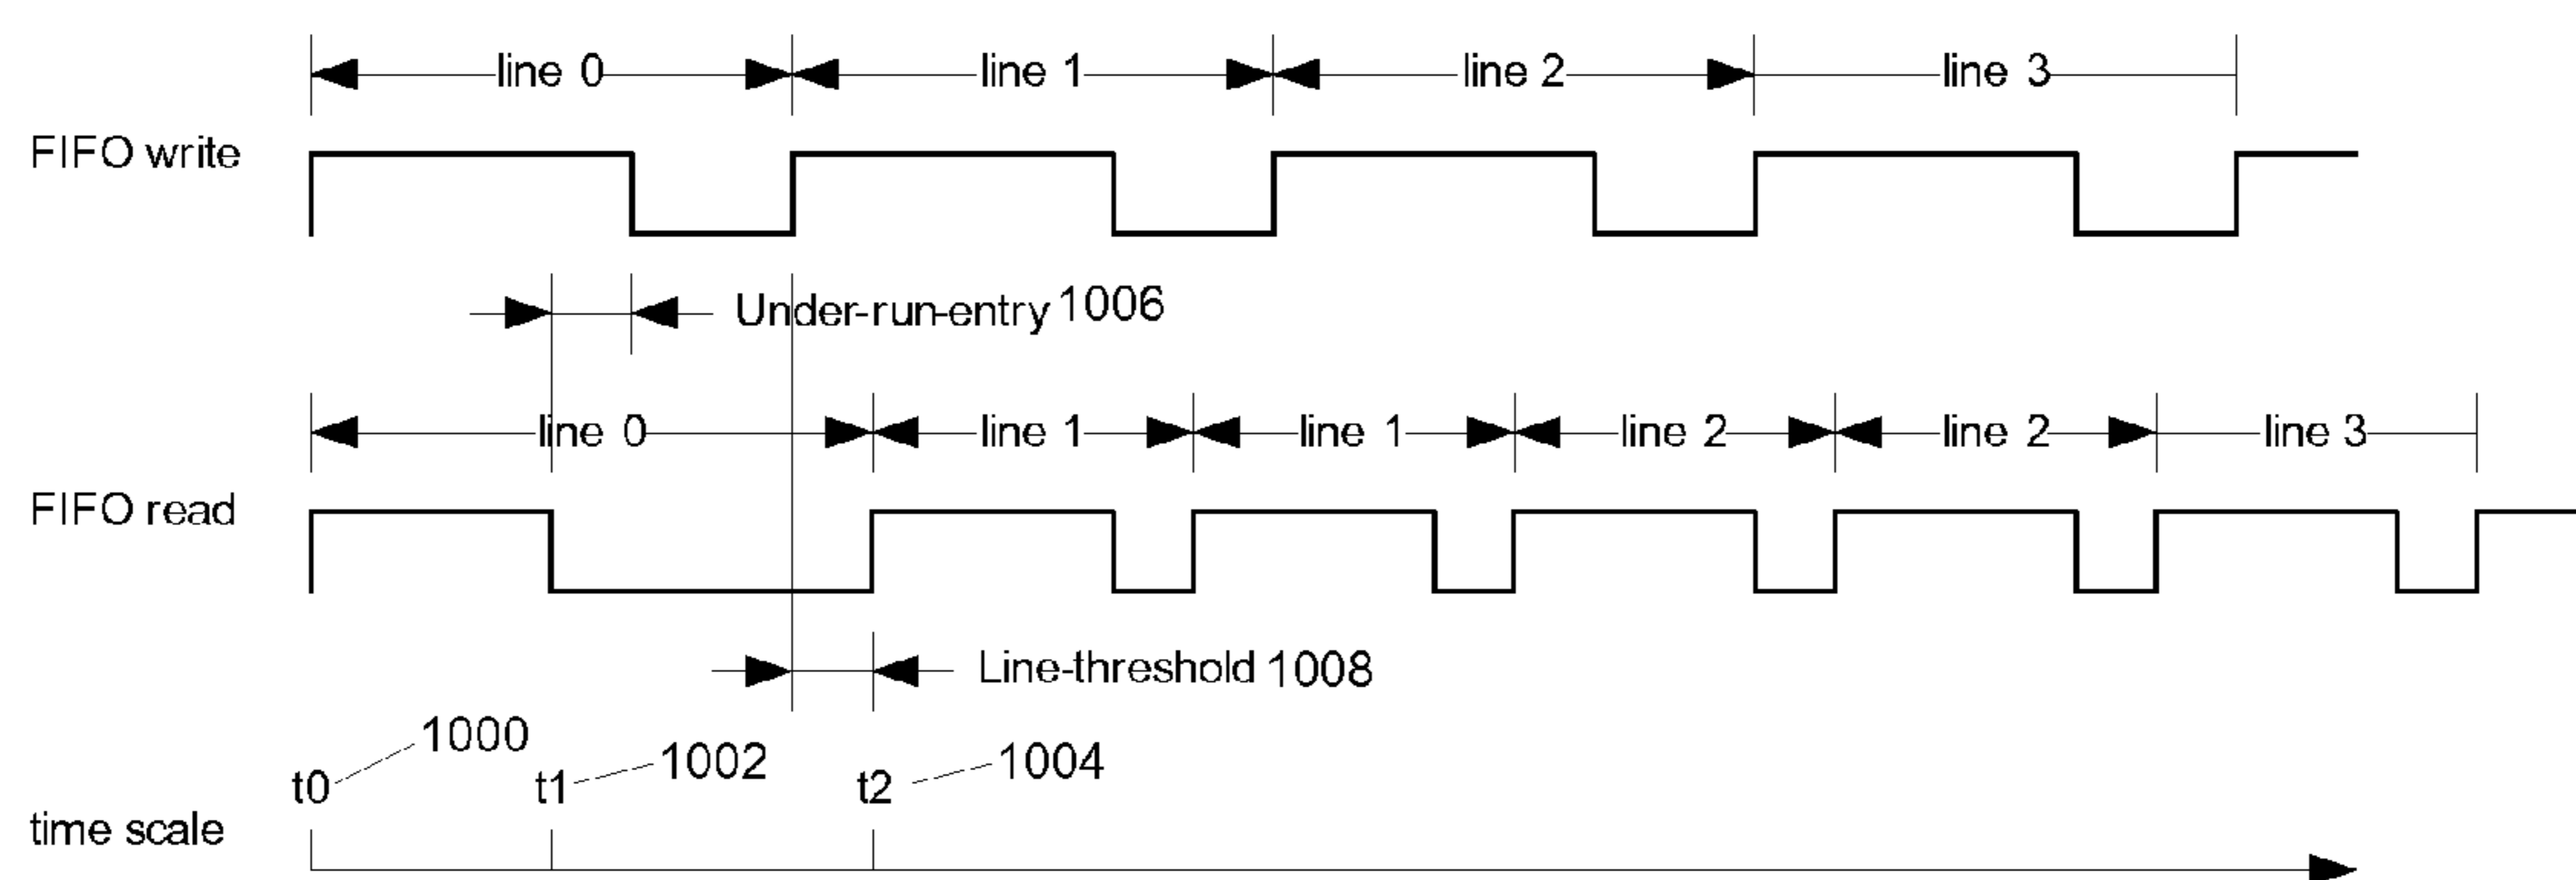 line 0 line 1 line 2 line 3
FIFO write
Under-run-entry 1006
line 0 line 1 line 1 line 2 line 2 line 3
FIFO read
Line-threshold 1008
1000 1002 1004
t0 t1 t2
time scale